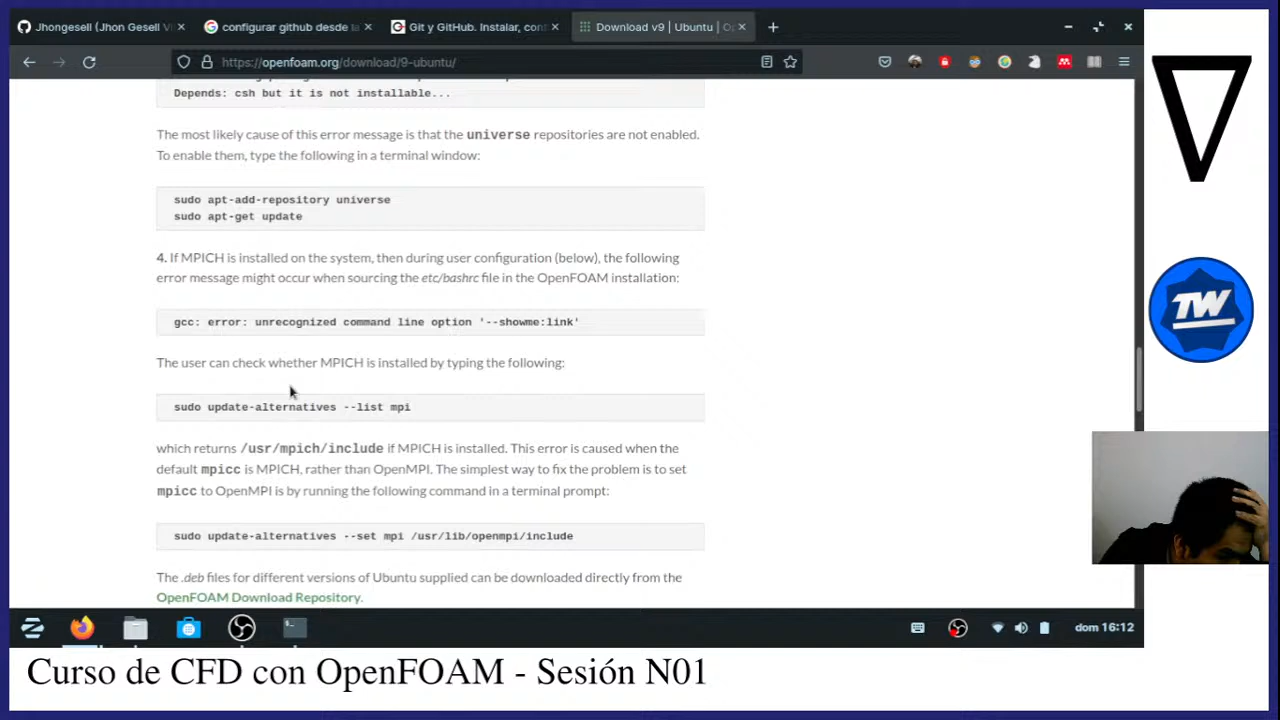 Jhongesell (Jhon Gesell Vi
configurar github desde la
Git y GitHub. Instalar, conf
Download v9 | Ubuntu | Op
https://openfoam.org/download/9-ubuntu/
Depends: csh but it is not installable...
The most likely cause of this error message is that the universe repositories are not enabled.
To enable them, type the following in a terminal window:
sudo apt-add-repository universe
sudo apt-get update
4. If MPICH is installed on the system, then during user configuration (below), the following
error message might occur when sourcing the etc/bashrc file in the OpenFOAM installation:
gcc: error: unrecognized command line option '--showme:link'
The user can check whether MPICH is installed by typing the following:
sudo update-alternatives --list mpi
which returns /usr/mpich/include if MPICH is installed. This error is caused when the
default mpicc is MPICH, rather than OpenMPI. The simplest way to fix the problem is to set
mpicc to OpenMPI is by running the following command in a terminal prompt:
sudo update-alternatives --set mpi /usr/lib/openmpi/include
The .deb files for different versions of Ubuntu supplied can be downloaded directly from the
OpenFOAM Download Repository.
TW
dom 16:12
Curso de CFD con OpenFOAM - Sesión N01